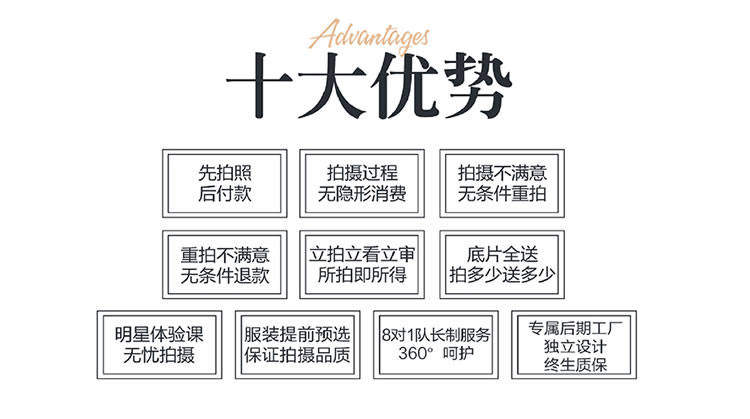 Advantages
十大优势
先拍照
后付款
拍摄过程
无隐形消费
拍摄不满意
无条件重拍
重拍不满意
无条件退款
立拍立看立审
所拍即所得
底片全送
拍多少送多少
明星体验课
无忧拍摄
服装提前预选
保证拍摄品质
8对1队长制服务
360°呵护
专属后期工厂
独立设计
终生质保